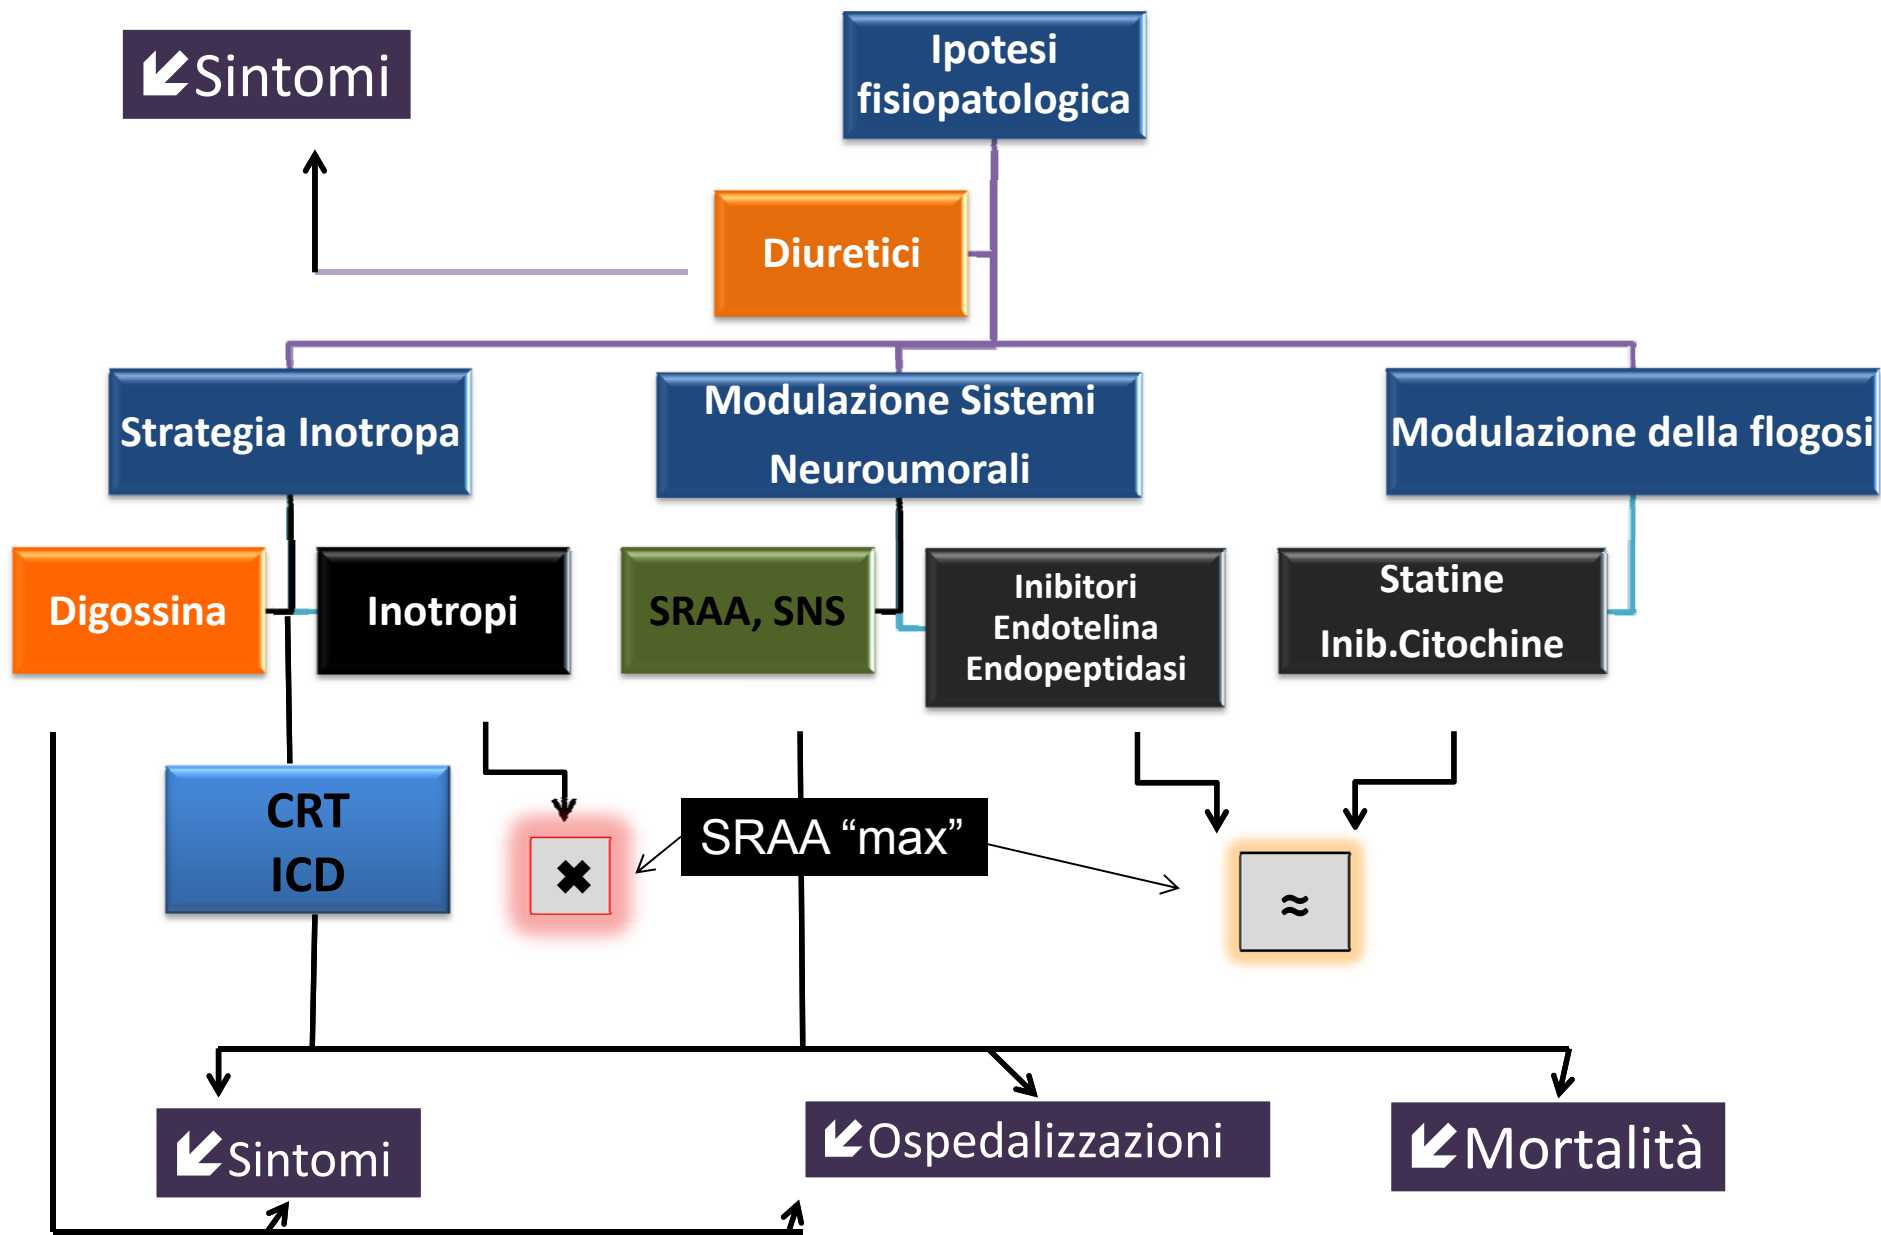 ↙Sintomi
Ipotesi
fisiopatologica
Diuretici
Strategia Inotropa
Modulazione Sistemi
Neuroumorali
Modulazione della flogosi
Digossina
Inotropi
SRAA, SNS
Inibitori
Endotelina
Endopeptidasi
Statine
Inib.Citochine
CRT
ICD
✖
SRAA “max”
≈
↙Sintomi
↙Ospedalizzazioni
↙Mortalità